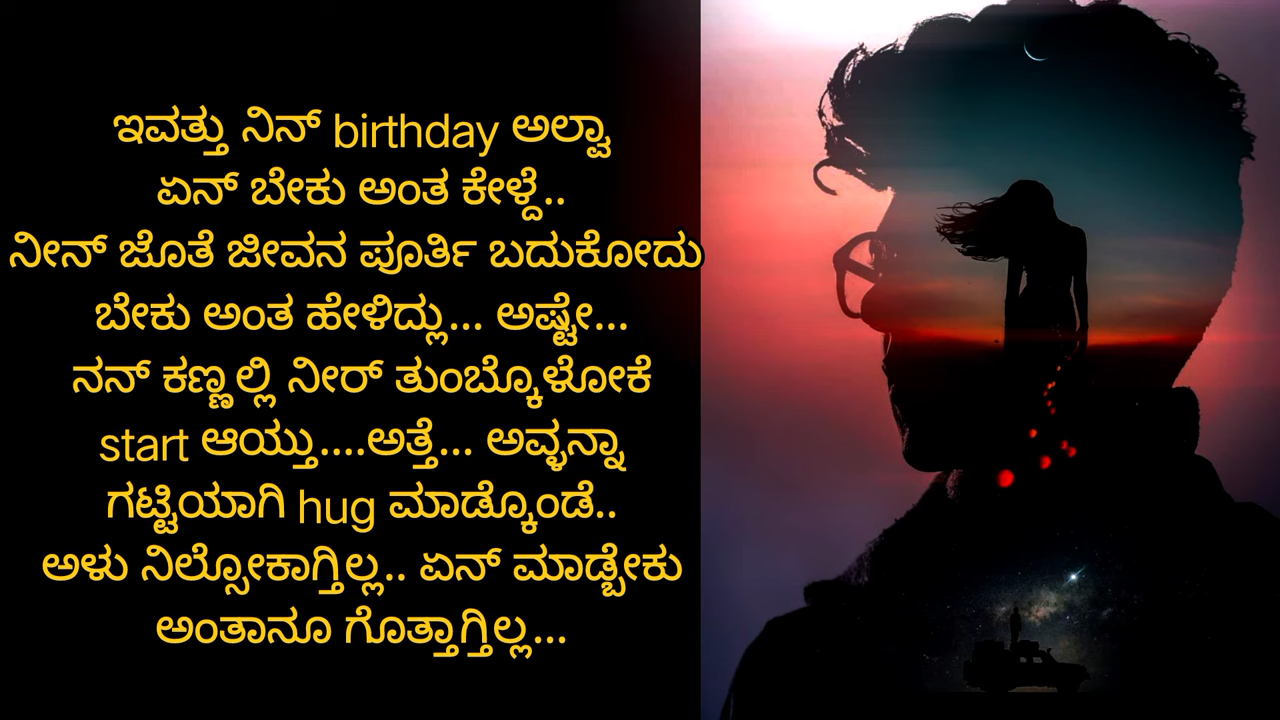 ಇವತ್ತು ನಿನ್ birthday ಅಲ್ವಾ
ಏನ್ ಬೇಕು ಅಂತ ಕೇಳ್ದೆ..
ನೀನ್ ಜೊತೆ ಜೀವನ ಪೂರ್ತಿ ಬದುಕೋದು
ಬೇಕು ಅಂತ ಹೇಳಿದ್ಲು... ಅಷ್ಟೇ...
ನನ್ ಕಣ್ಣಲ್ಲಿ ನೀರ್ ತುಂಬ್ಕೊಳೋಕೆ
start ಆಯ್ತು....ಅತ್ತೆ... ಅವ್ಳನ್ನಾ
ಗಟ್ಟಿಯಾಗಿ hug ಮಾಡ್ಕೊಂಡೆ..
ಅಳು ನಿಲ್ಸೋಕಾಗ್ತಿಲ್ಲ.. ಏನ್ ಮಾಡ್ಬೇಕು
ಅಂತಾನೂ ಗೊತ್ತಾಗ್ತಿಲ್ಲ...